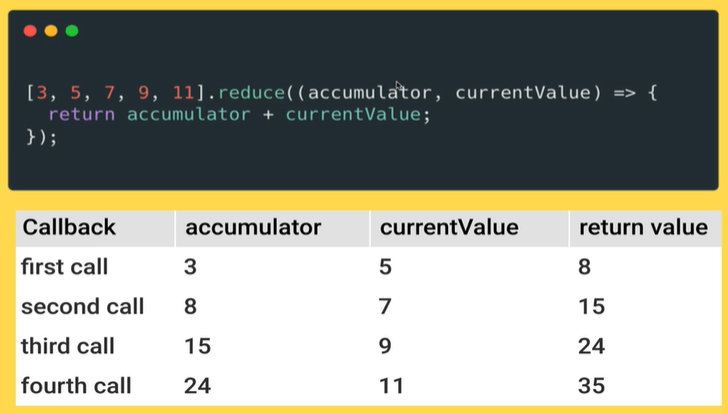 [3, 5, 7, 9, 11].reduce((accumulator, currentValue) => {
  return accumulator + currentValue;
});
Callback accumulator currentValue return value
first call 3 5 8
second call 8 7 15
third call 15 9 24
fourth call 24 11 35